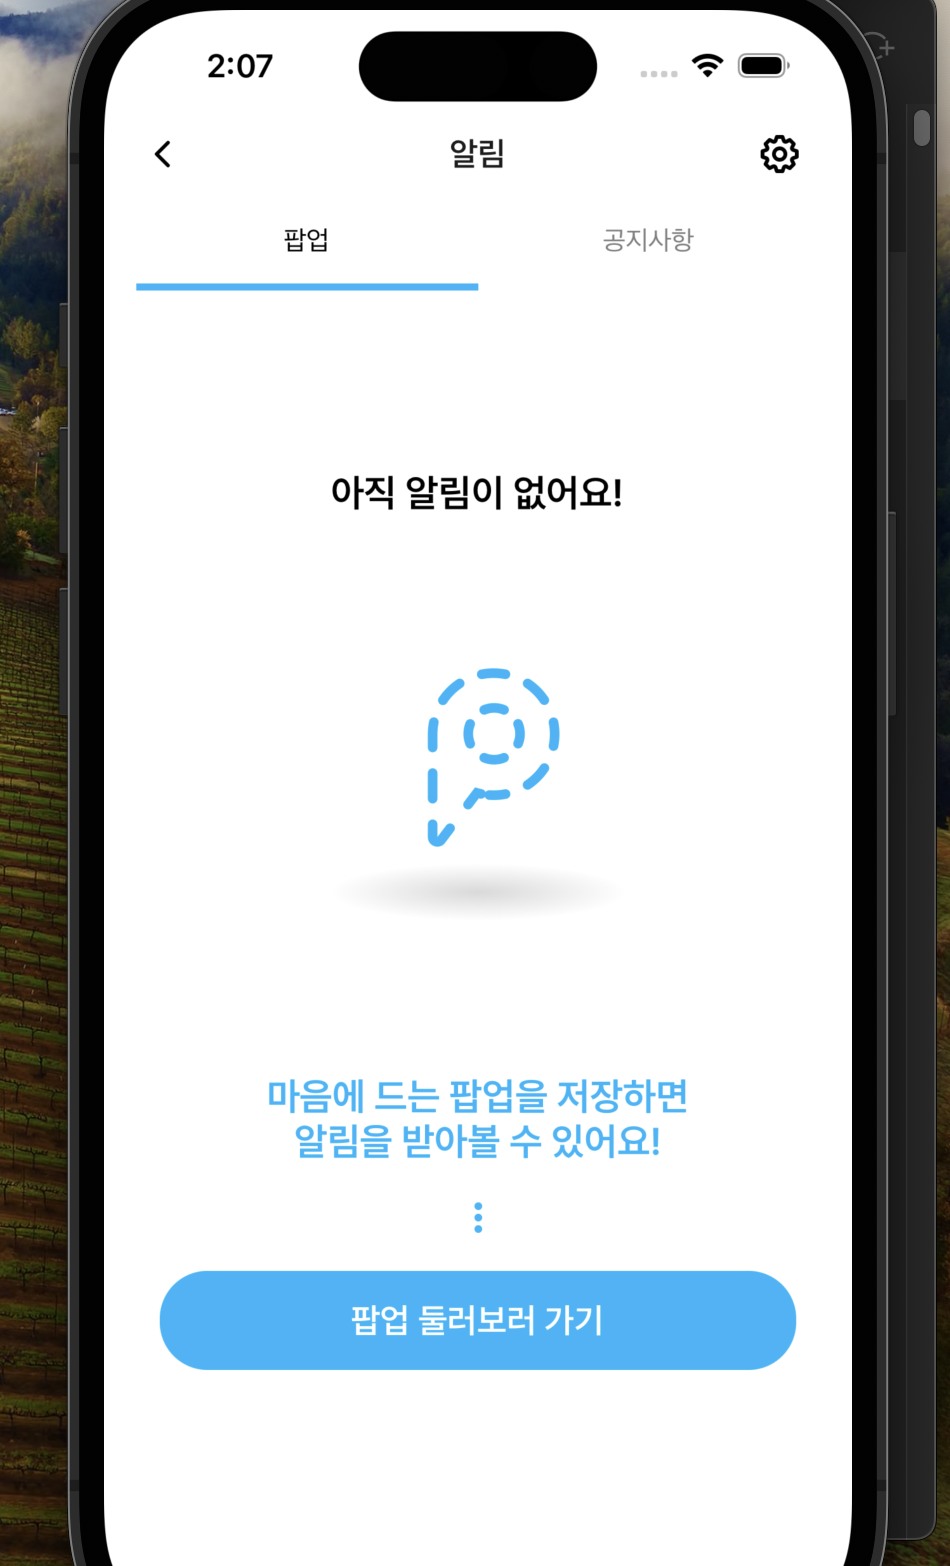 2:07
알림
팝업
공지사항
아직 알림이 없어요!
마음에 드는 팝업을 저장하면
알림을 받아볼 수 있어요!
팝업 둘러보러 가기